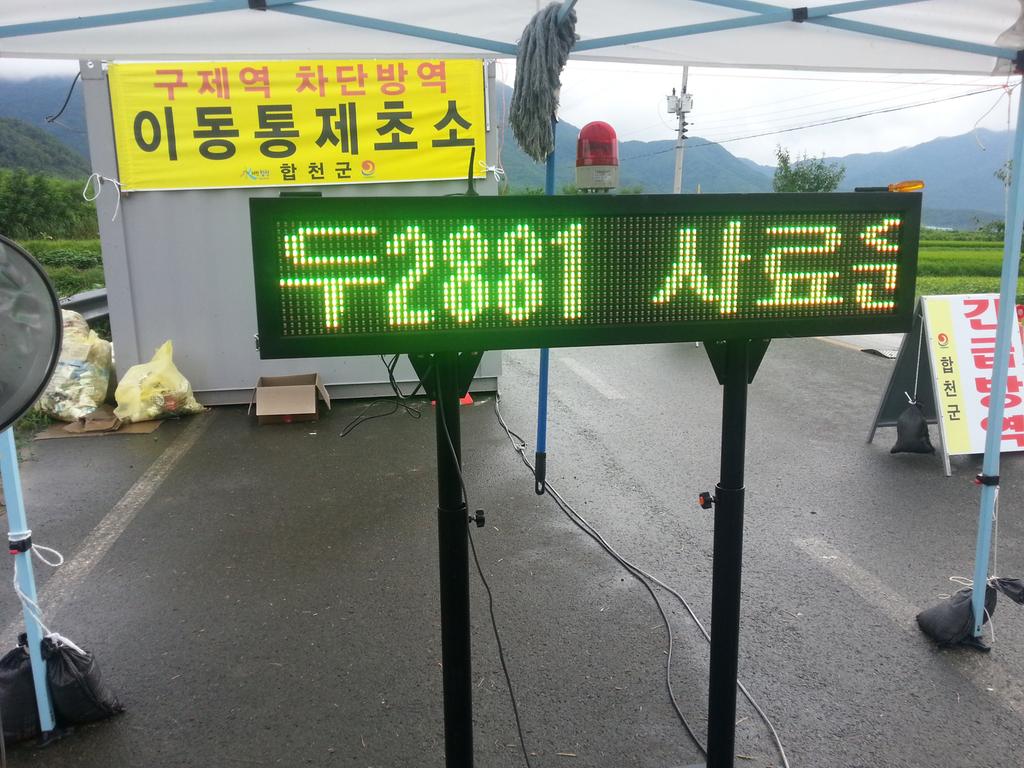 구제역 차단방역
이동통제초소
합천군
두2881 사료
합천군
긴급방역